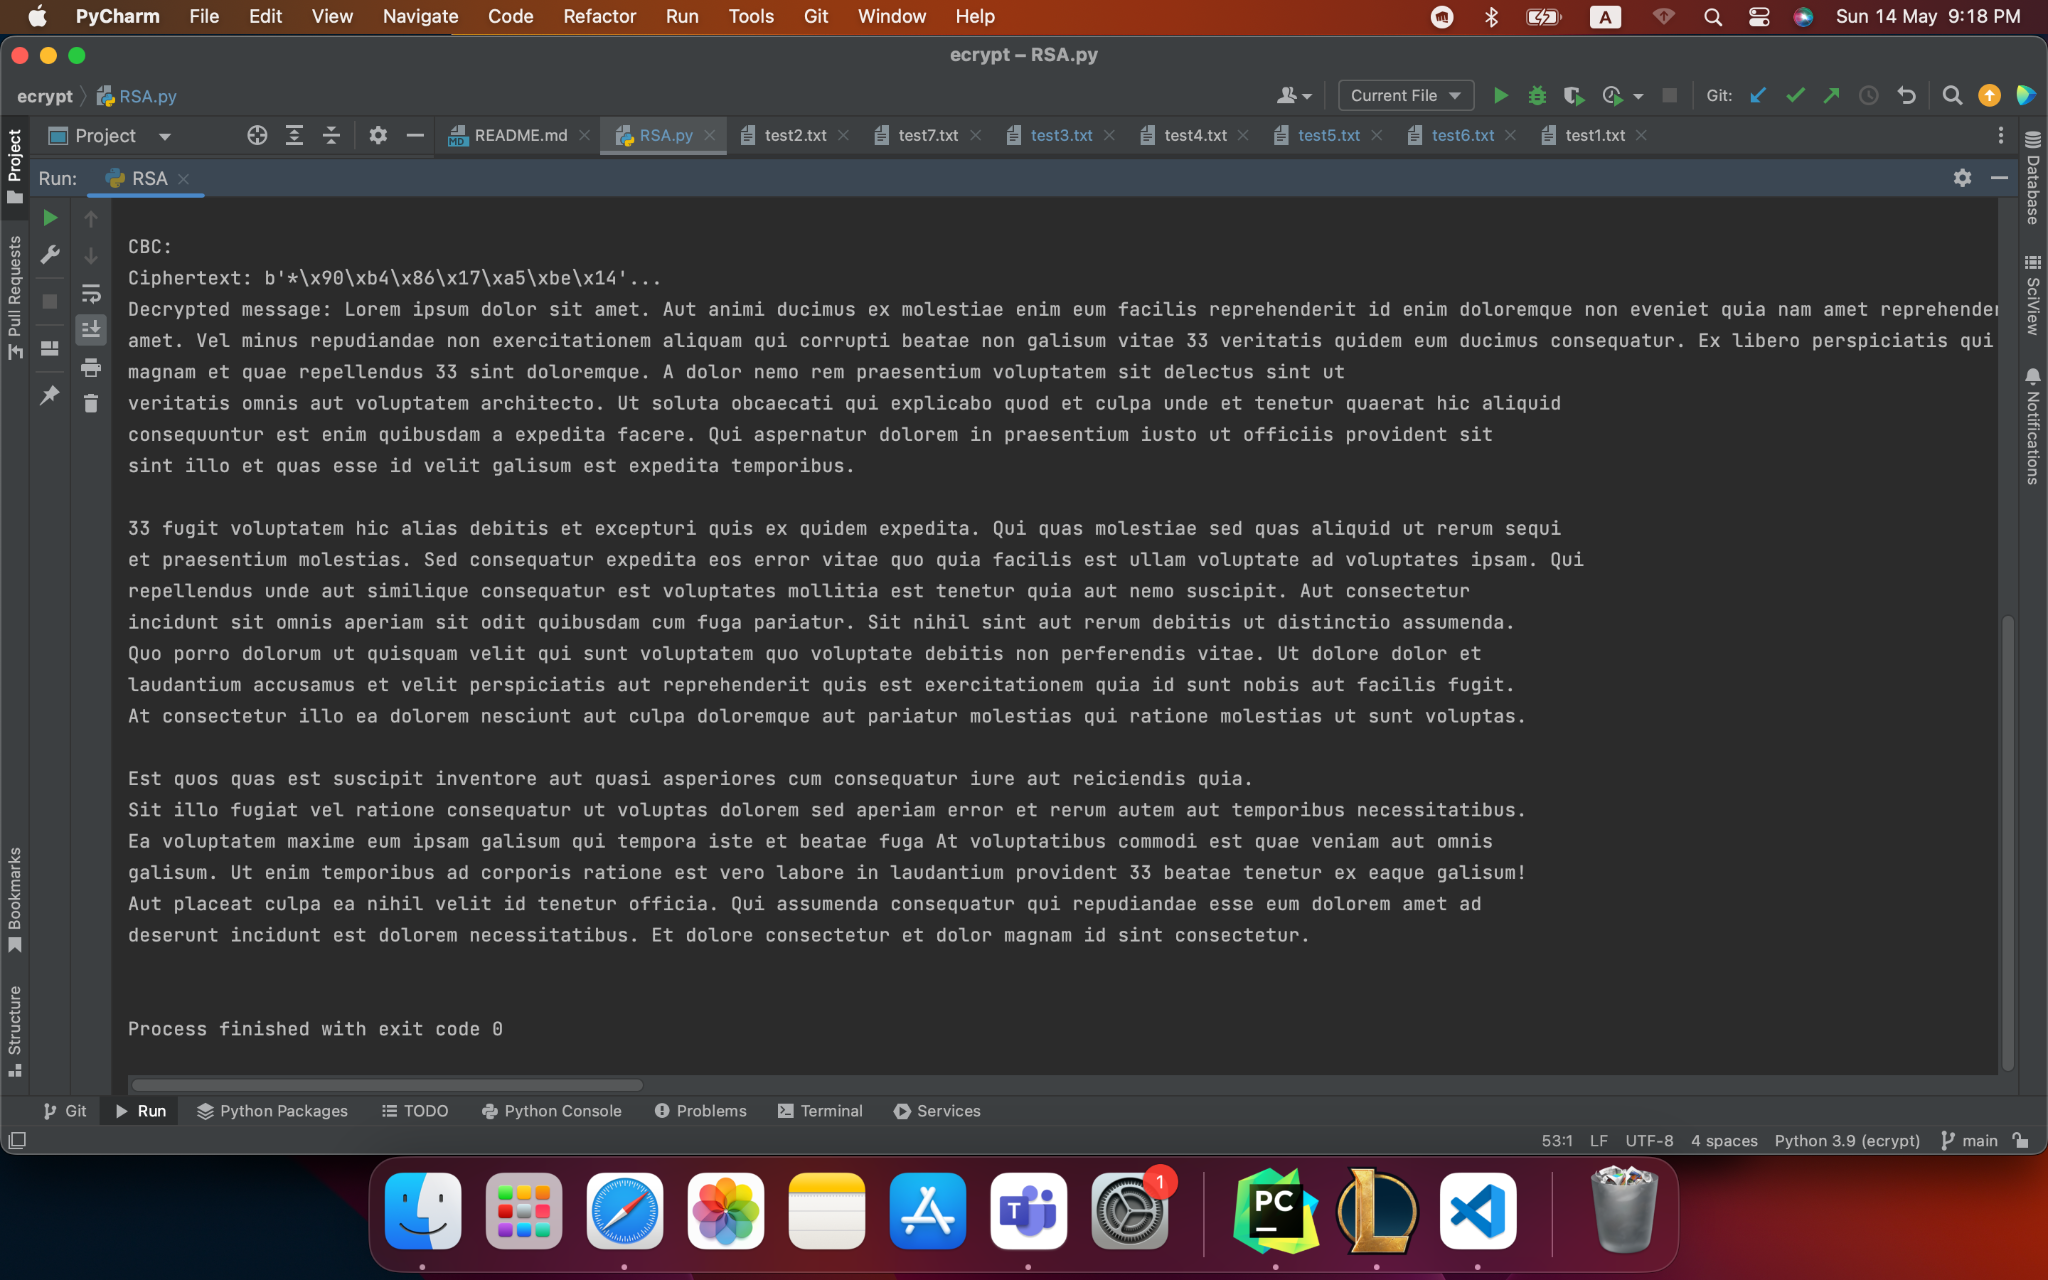 PyCharm File Edit View Navigate Code Refactor Run Tools Git Window Help A Sun 14 May 9:18 PM
ecrypt – RSA.py
ecrypt RSA.py Current File Git:
Project README.md RSA.py test2.txt test7.txt test3.txt test4.txt test5.txt test6.txt test1.txt
Run: RSA
Project
Pull Requests
Bookmarks
Structure
Database
SciView
Notifications
CBC:
Ciphertext: b'*\x90\xb4\x86\x17\xa5\xbe\x14'...
Decrypted message: Lorem ipsum dolor sit amet. Aut animi ducimus ex molestiae enim eum facilis reprehenderit id enim doloremque non eveniet quia nam amet reprehender
amet. Vel minus repudiandae non exercitationem aliquam qui corrupti beatae non galisum vitae 33 veritatis quidem eum ducimus consequatur. Ex libero perspiciatis qui
magnam et quae repellendus 33 sint doloremque. A dolor nemo rem praesentium voluptatem sit delectus sint ut
veritatis omnis aut voluptatem architecto. Ut soluta obcaecati qui explicabo quod et culpa unde et tenetur quaerat hic aliquid
consequuntur est enim quibusdam a expedita facere. Qui aspernatur dolorem in praesentium iusto ut officiis provident sit
sint illo et quas esse id velit galisum est expedita temporibus.
33 fugit voluptatem hic alias debitis et excepturi quis ex quidem expedita. Qui quas molestiae sed quas aliquid ut rerum sequi
et praesentium molestias. Sed consequatur expedita eos error vitae quo quia facilis est ullam voluptate ad voluptates ipsam. Qui
repellendus unde aut similique consequatur est voluptates mollitia est tenetur quia aut nemo suscipit. Aut consectetur
incidunt sit omnis aperiam sit odit quibusdam cum fuga pariatur. Sit nihil sint aut rerum debitis ut distinctio assumenda.
Quo porro dolorum ut quisquam velit qui sunt voluptatem quo voluptate debitis non perferendis vitae. Ut dolore dolor et
laudantium accusamus et velit perspiciatis aut reprehenderit quis est exercitationem quia id sunt nobis aut facilis fugit.
At consectetur illo ea dolorem nesciunt aut culpa doloremque aut pariatur molestias qui ratione molestias ut sunt voluptas.
Est quos quas est suscipit inventore aut quasi asperiores cum consequatur iure aut reiciendis quia.
Sit illo fugiat vel ratione consequatur ut voluptas dolorem sed aperiam error et rerum autem aut temporibus necessitatibus.
Ea voluptatem maxime eum ipsam galisum qui tempora iste et beatae fuga At voluptatibus commodi est quae veniam aut omnis
galisum. Ut enim temporibus ad corporis ratione est vero labore in laudantium provident 33 beatae tenetur ex eaque galisum!
Aut placeat culpa ea nihil velit id tenetur officia. Qui assumenda consequatur qui repudiandae esse eum dolorem amet ad
deserunt incidunt est dolorem necessitatibus. Et dolore consectetur et dolor magnam id sint consectetur.
Process finished with exit code 0
Git Run Python Packages TODO Python Console Problems Terminal Services
53:1 LF UTF-8 4 spaces Python 3.9 (ecrypt) main
T 1 PC